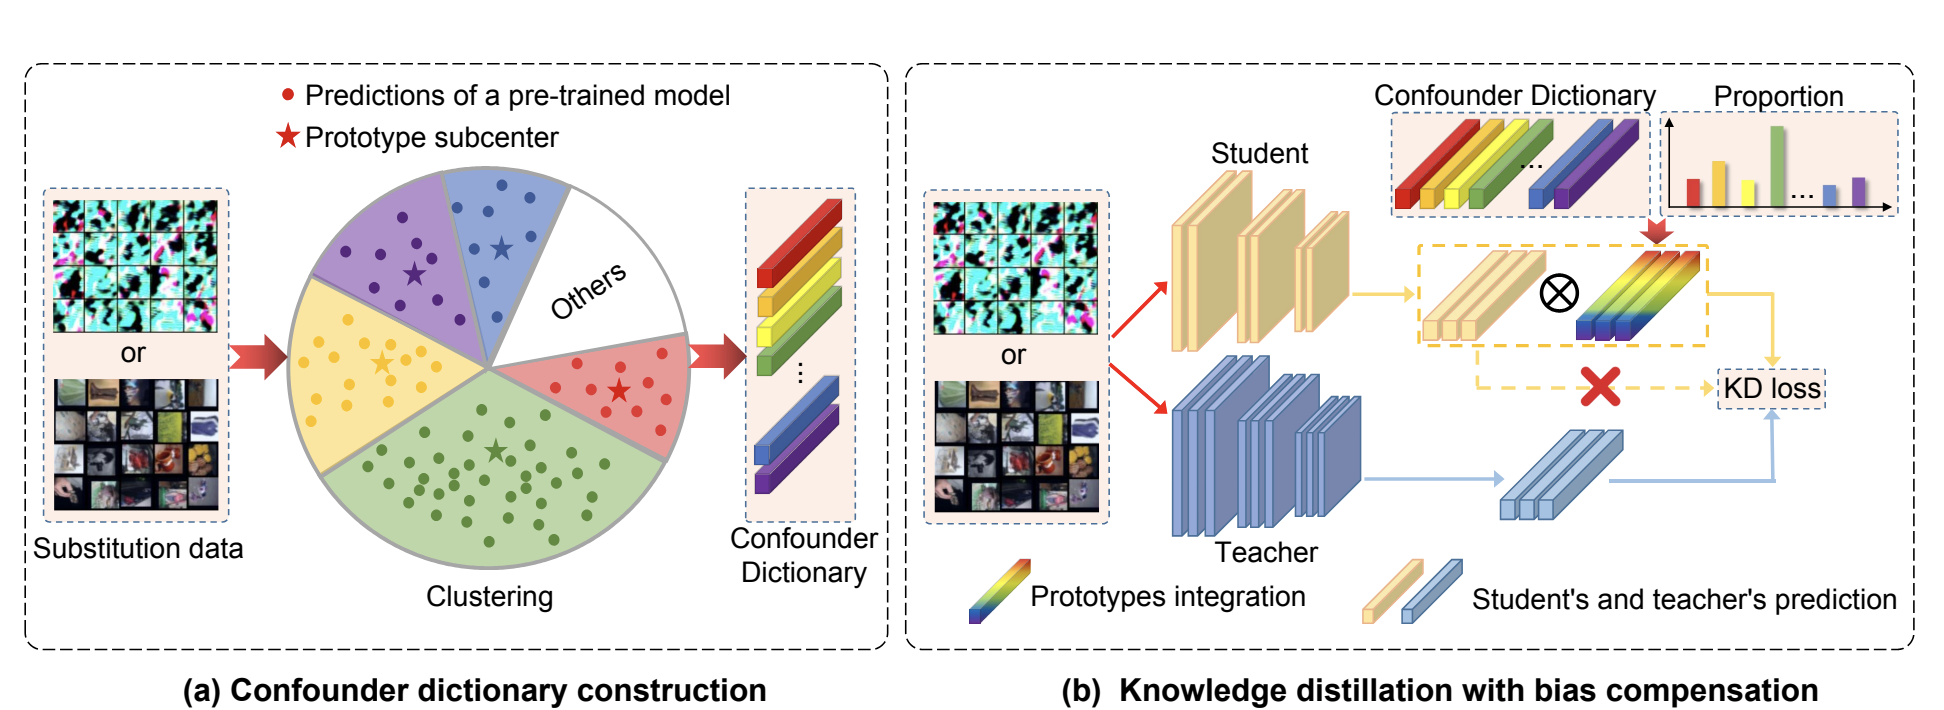 Predictions of a pre-trained model
Prototype subcenter
or
Substitution data
Others
Clustering
...
Confounder
Dictionary
(a) Confounder dictionary construction
Confounder Dictionary
Proportion
...
...
Student
or
KD loss
Teacher
Prototypes integration
Student's and teacher's prediction
(b) Knowledge distillation with bias compensation